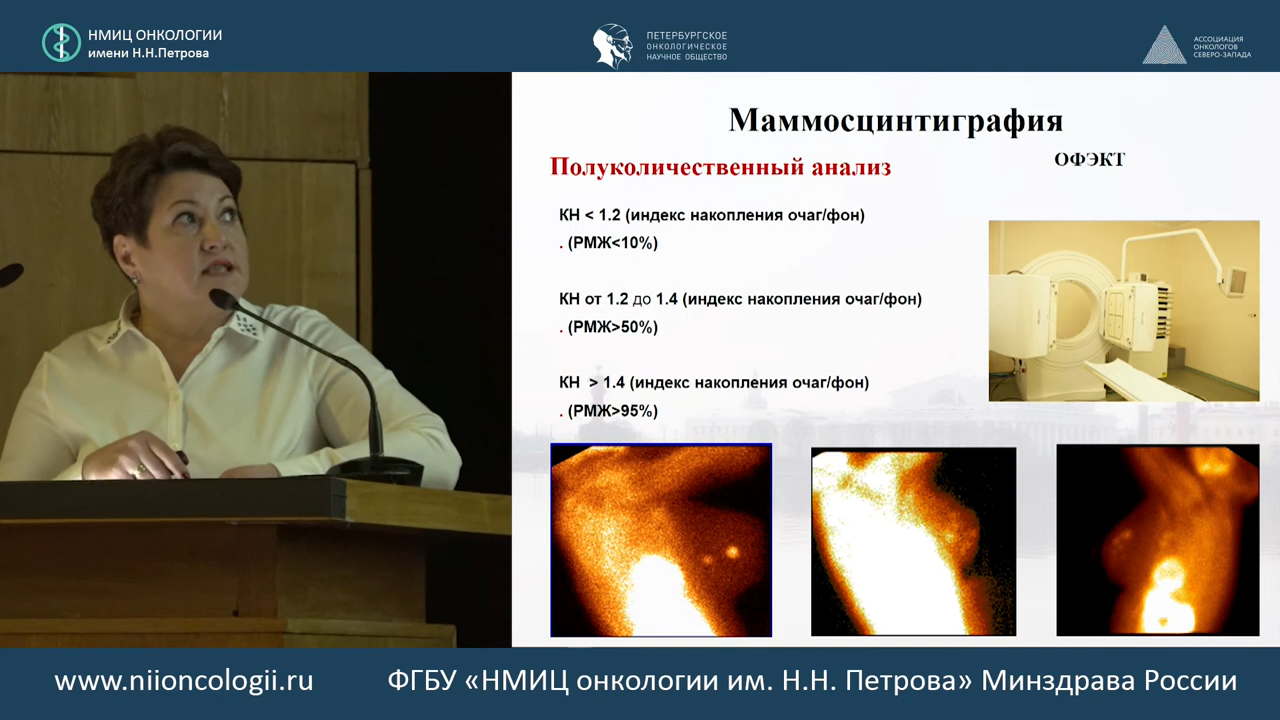 НМИЦ ОНКОЛОГИИ
имени Н.Н.Петрова
ПЕТЕРБУРГСКОЕ
ОНКОЛОГИЧЕСКОЕ
НАУЧНОЕ ОБЩЕСТВО
АССОЦИАЦИЯ
ОНКОЛОГОВ
СЕВЕРО-ЗАПАДА
Маммосцинтиграфия
Полуколичественный анализ
ОФЭКТ
КН < 1.2 (индекс накопления очаг/фон)
. (РМЖ<10%)
КН от 1.2 до 1.4 (индекс накопления очаг/фон)
. (РМЖ>50%)
КН > 1.4 (индекс накопления очаг/фон)
. (РМЖ>95%)
www.niioncologii.ru
ФГБУ «НМИЦ онкологии им. Н.Н. Петрова» Минздрава России